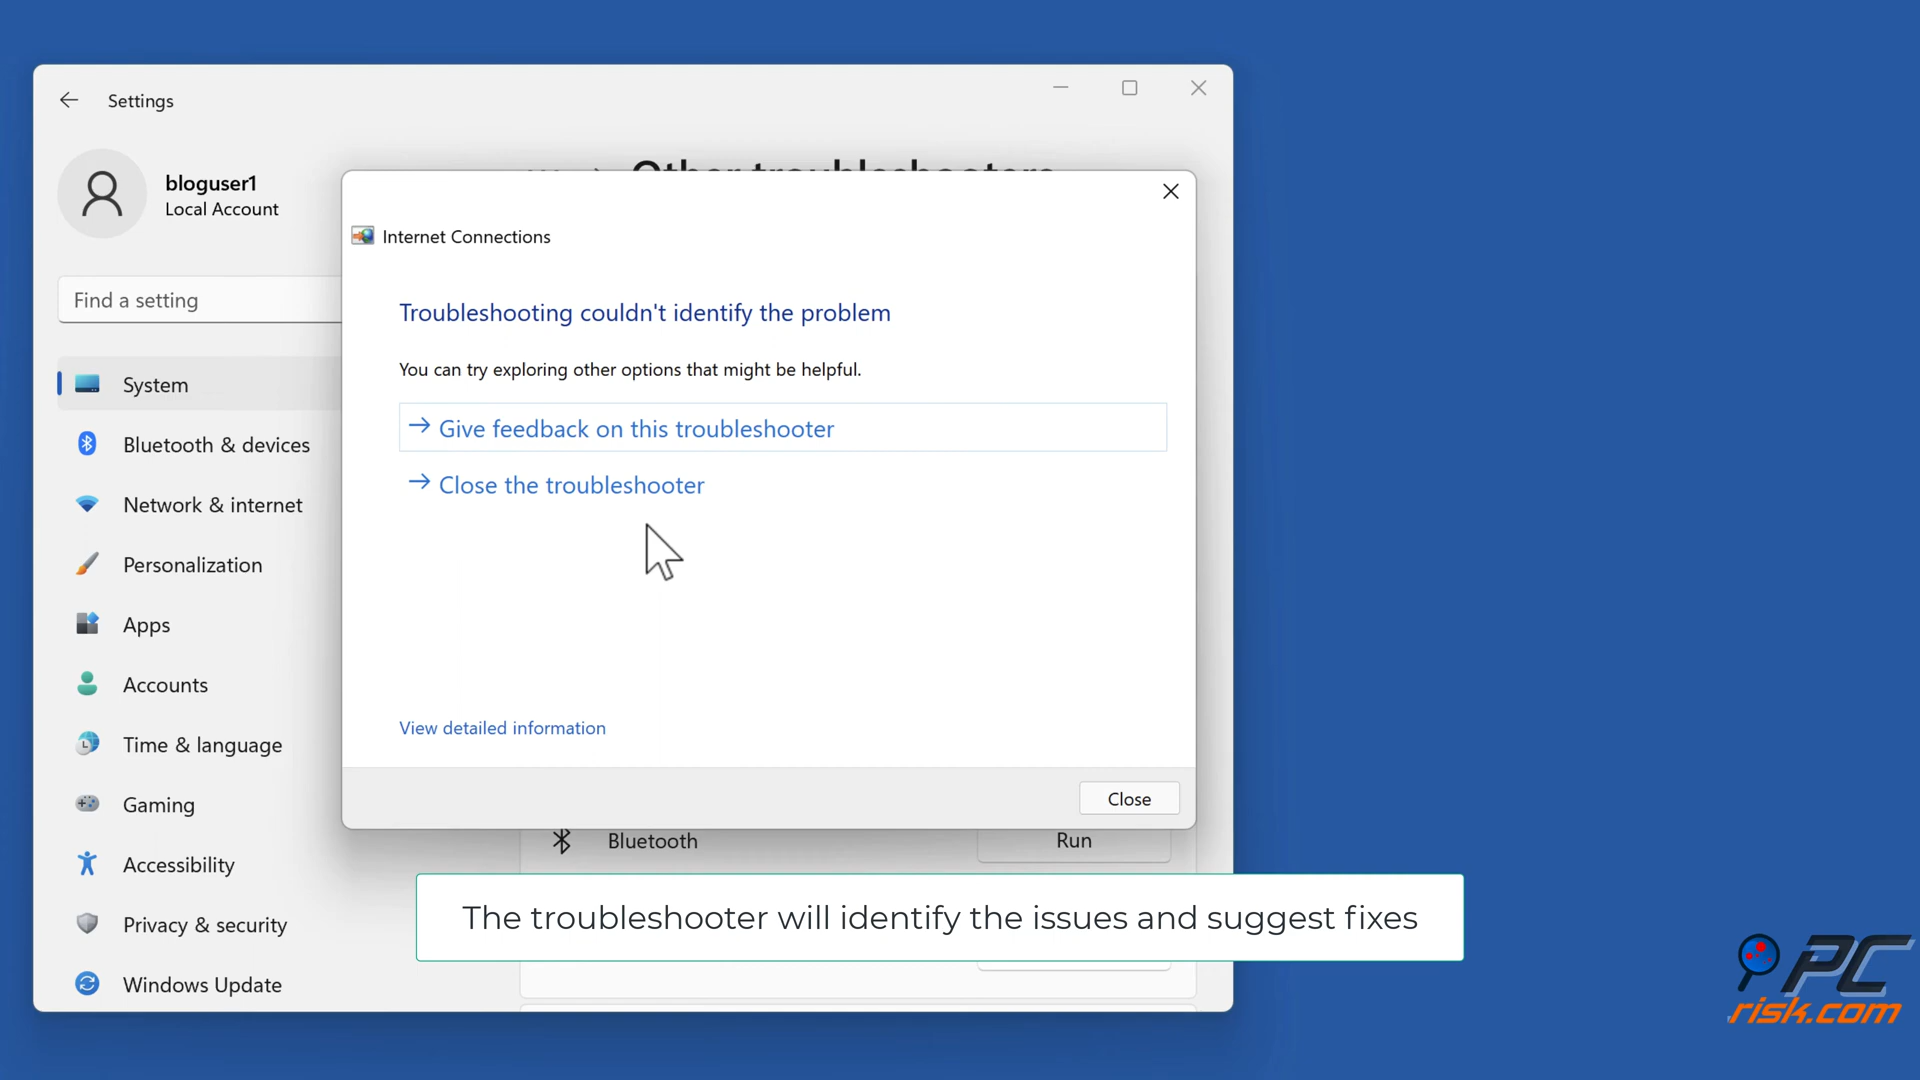 Settings
bloguser1
Local Account
Find a setting
System
Bluetooth & devices
Network & internet
Personalization
Apps
Accounts
Time & language
Gaming
Accessibility
Privacy & security
Windows Update
Other troubleshooters
Internet Connections
Troubleshooting couldn't identify the problem
You can try exploring other options that might be helpful.
Give feedback on this troubleshooter
Close the troubleshooter
View detailed information
Close
Bluetooth
Run
The troubleshooter will identify the issues and suggest fixes
PC
risk.com